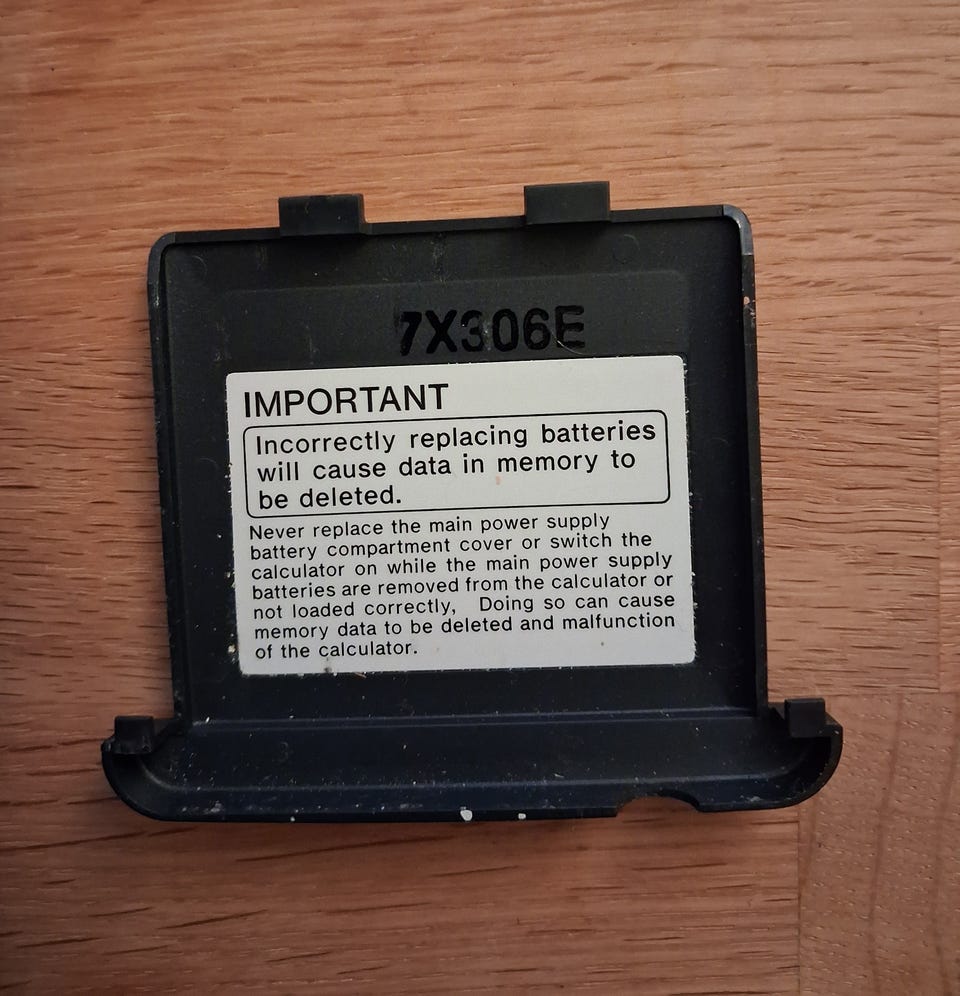 7X306E
IMPORTANT
Incorrectly replacing batteries
will cause data in memory to
be deleted.
Never replace the main power supply
battery compartment cover or switch the
calculator on while the main power supply
batteries are removed from the calculator or
not loaded correctly, Doing so can cause
memory data to be deleted and malfunction
of the calculator.